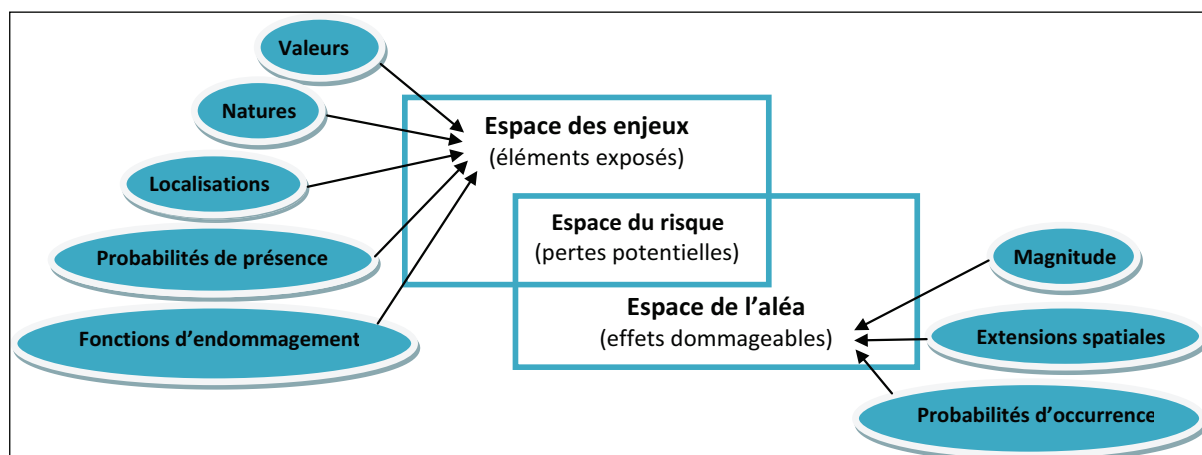 Valeurs
Natures
Localisations
Probabilités de présence
Fonctions d’endommagement
Espace des enjeux
(éléments exposés)
Espace du risque
(pertes potentielles)
Espace de l’aléa
(effets dommageables)
Magnitude
Extensions spatiales
Probabilités d’occurrence